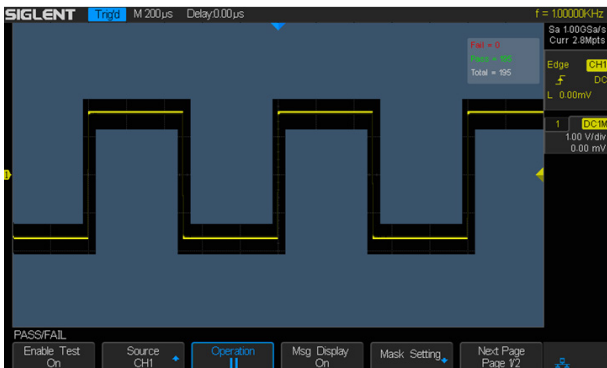 SIGLENT Trig'd M 200μs Delay:0.00μs f = 1.00000KHz
Sa 1.00GSa/s
Curr 2.8Mpts
Fail = 0
Pass = 195
Total = 195
Edge CH1
DC
L 0.00mV
1 DC1M
1.00 V/div
0.00 mV
1
PASS/FAIL
Enable Test
On
Source
CH1
Operation
Msg Display
On
Mask Setting
Next Page
Page 1/2